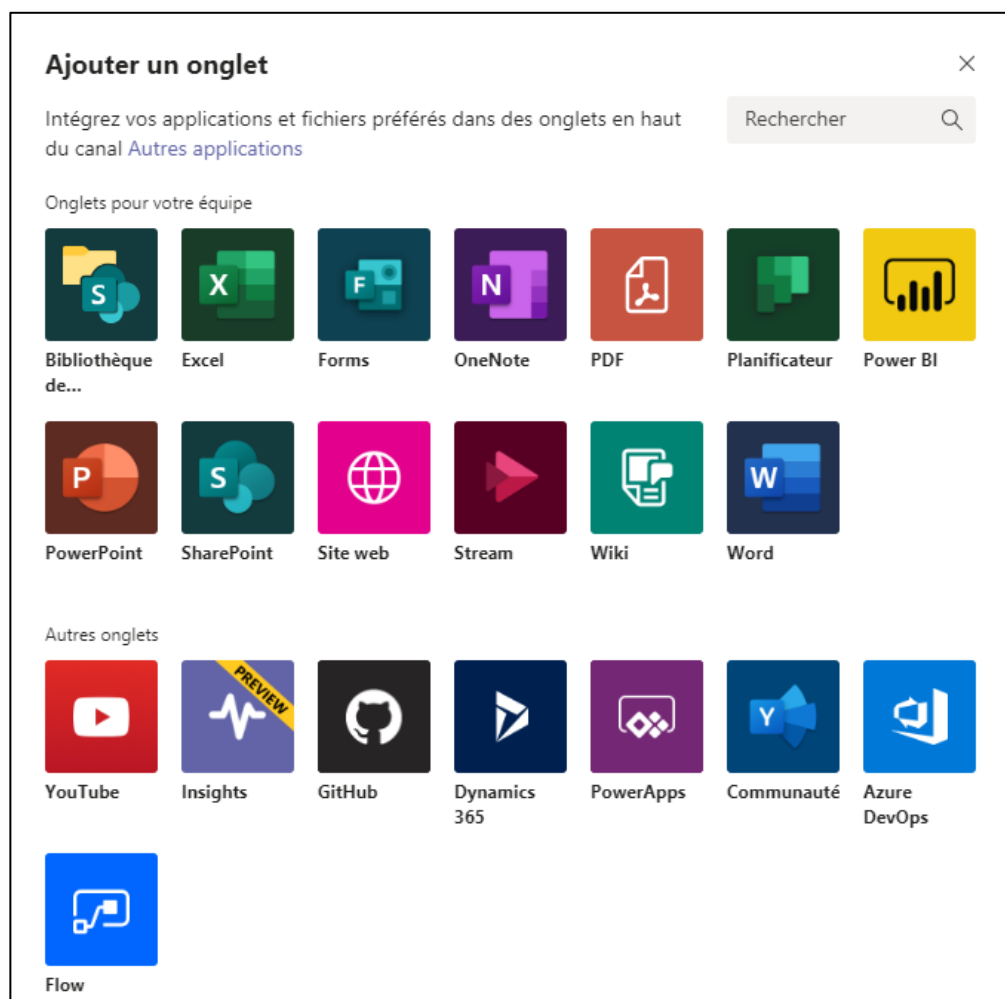 Ajouter un onglet
Intégrez vos applications et fichiers préférés dans des onglets en haut
du canal Autres applications
Rechercher
Onglets pour votre équipe
S
X
F
N
Bibliothèque
de...
Excel
Forms
OneNote
PDF
Planificateur
Power BI
P
S
W
PowerPoint
SharePoint
Site web
Stream
Wiki
Word
Autres onglets
PREVIEW
Y
YouTube
Insights
GitHub
Dynamics
365
PowerApps
Communauté
Azure
DevOps
Flow